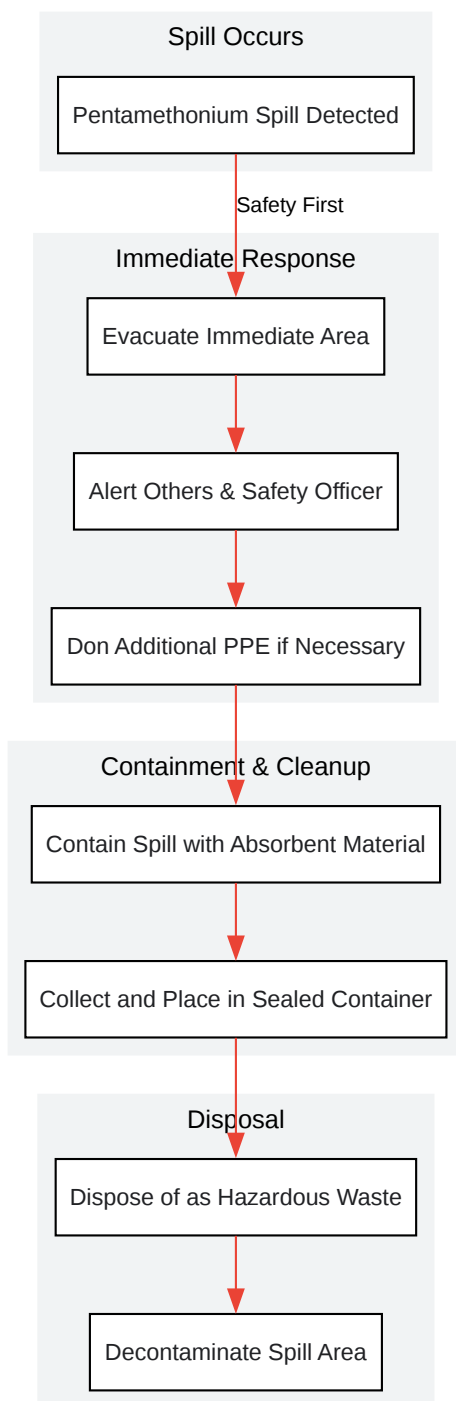 Spill Occurs
Pentamethonium Spill Detected
Safety First
Immediate Response
Evacuate Immediate Area
Alert Others & Safety Officer
Don Additional PPE if Necessary
Containment & Cleanup
Contain Spill with Absorbent Material
Collect and Place in Sealed Container
Disposal
Dispose of as Hazardous Waste
Decontaminate Spill Area